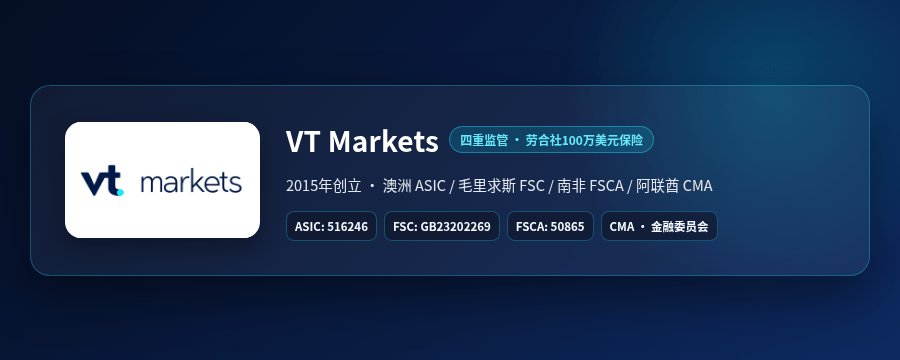 vt. markets
VT Markets
四重监管 · 劳合社100万美元保险
2015年创立 · 澳洲 ASIC / 毛里求斯 FSC / 南非 FSCA / 阿联酋 CMA
ASIC: 516246
FSC: GB23202269
FSCA: 50865
CMA · 金融委员会